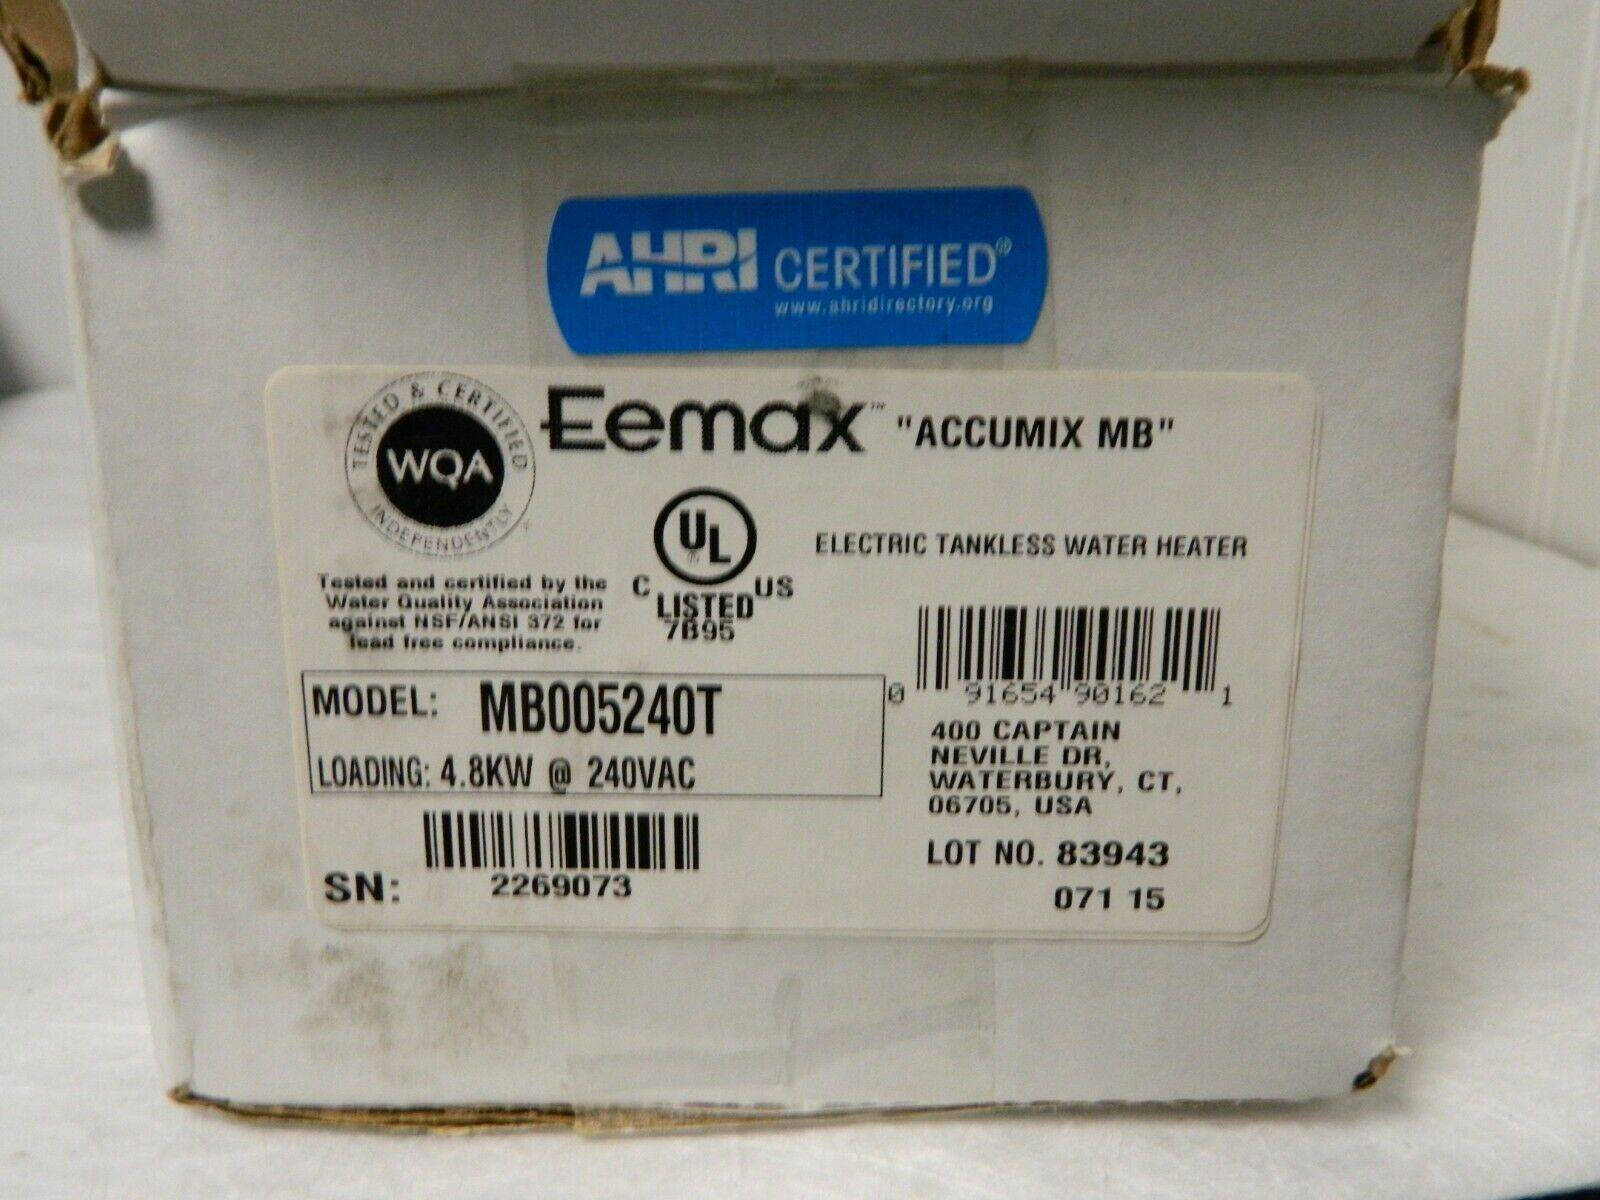 AHRI CERTIFIED®
www.ahridirectory.org
TESTED & CERTIFIED
WQA
INDEPENDENTLY
Eemax™ "ACCUMIX MB"
UL
®
C US
LISTED
7B95
ELECTRIC TANKLESS WATER HEATER
Tested and certified by the
Water Quality Association
against NSF/ANSI 372 for
lead free compliance.
MODEL: MB005240T
LOADING: 4.8KW @ 240VAC
0 91654 90162 1
400 CAPTAIN
NEVILLE DR,
WATERBURY, CT,
06705, USA
SN: 2269073
LOT NO. 83943
071 15